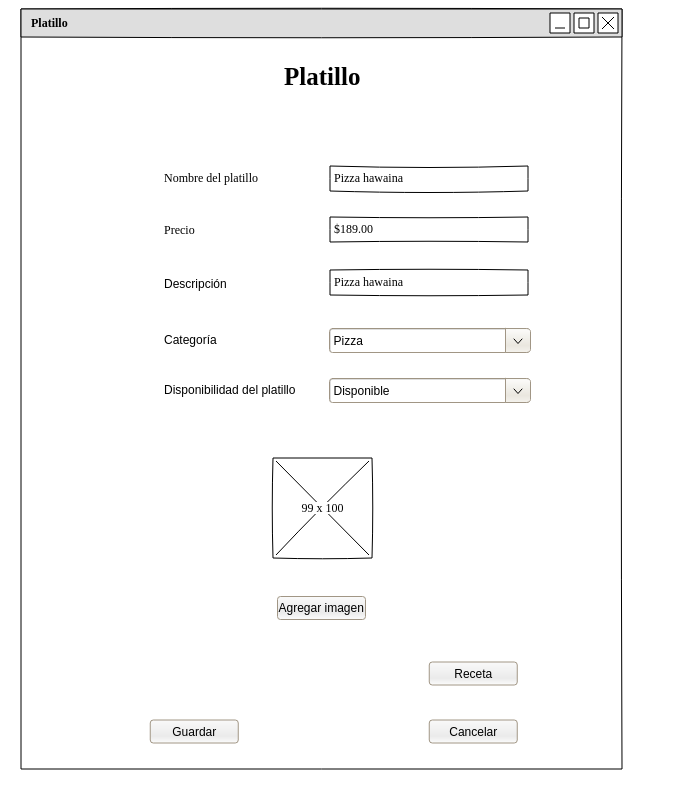 Platillo
Platillo
Nombre del platillo Pizza hawaina
Precio $189.00
Descripción Pizza hawaina
Categoría Pizza
Disponibilidad del platillo Disponible
99 x 100
Agregar imagen
Receta
Guardar Cancelar